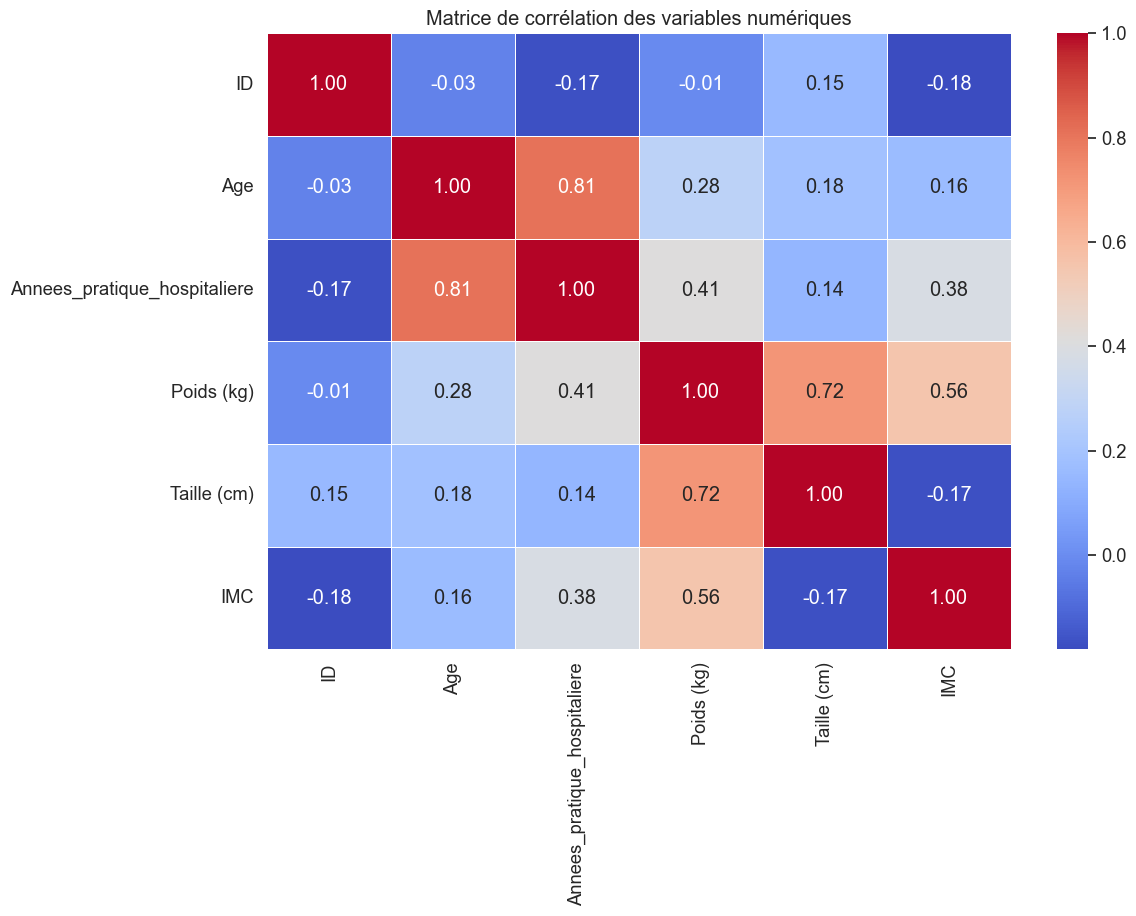 Matrice de corrélation des variables numériques
ID 1.00 -0.03 -0.17 -0.01 0.15 -0.18
Age -0.03 1.00 0.81 0.28 0.18 0.16
Annees_pratique_hospitaliere -0.17 0.81 1.00 0.41 0.14 0.38
Poids (kg) -0.01 0.28 0.41 1.00 0.72 0.56
Taille (cm) 0.15 0.18 0.14 0.72 1.00 -0.17
IMC -0.18 0.16 0.38 0.56 -0.17 1.00
ID
Age
Annees_pratique_hospitaliere
Poids (kg)
Taille (cm)
IMC
1.0
0.8
0.6
0.4
0.2
0.0